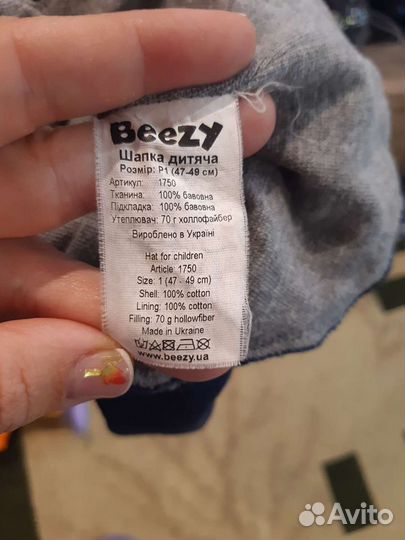 Beezy
Шапка дитяча
Розмір: Р1 (47-49 см)
Артикул: 1750
Тканина: 100% бавовна
Підкладка: 100% бавовна
Утеплювач: 70 г холлофайбер
Вироблено в Україні
Hat for children
Article: 1750
Size: 1 (47 - 49 cm)
Shell: 100% cotton
Lining: 100% cotton
Filling: 70 g hollowfiber
Made in Ukraine
www.beezy.ua
Avito